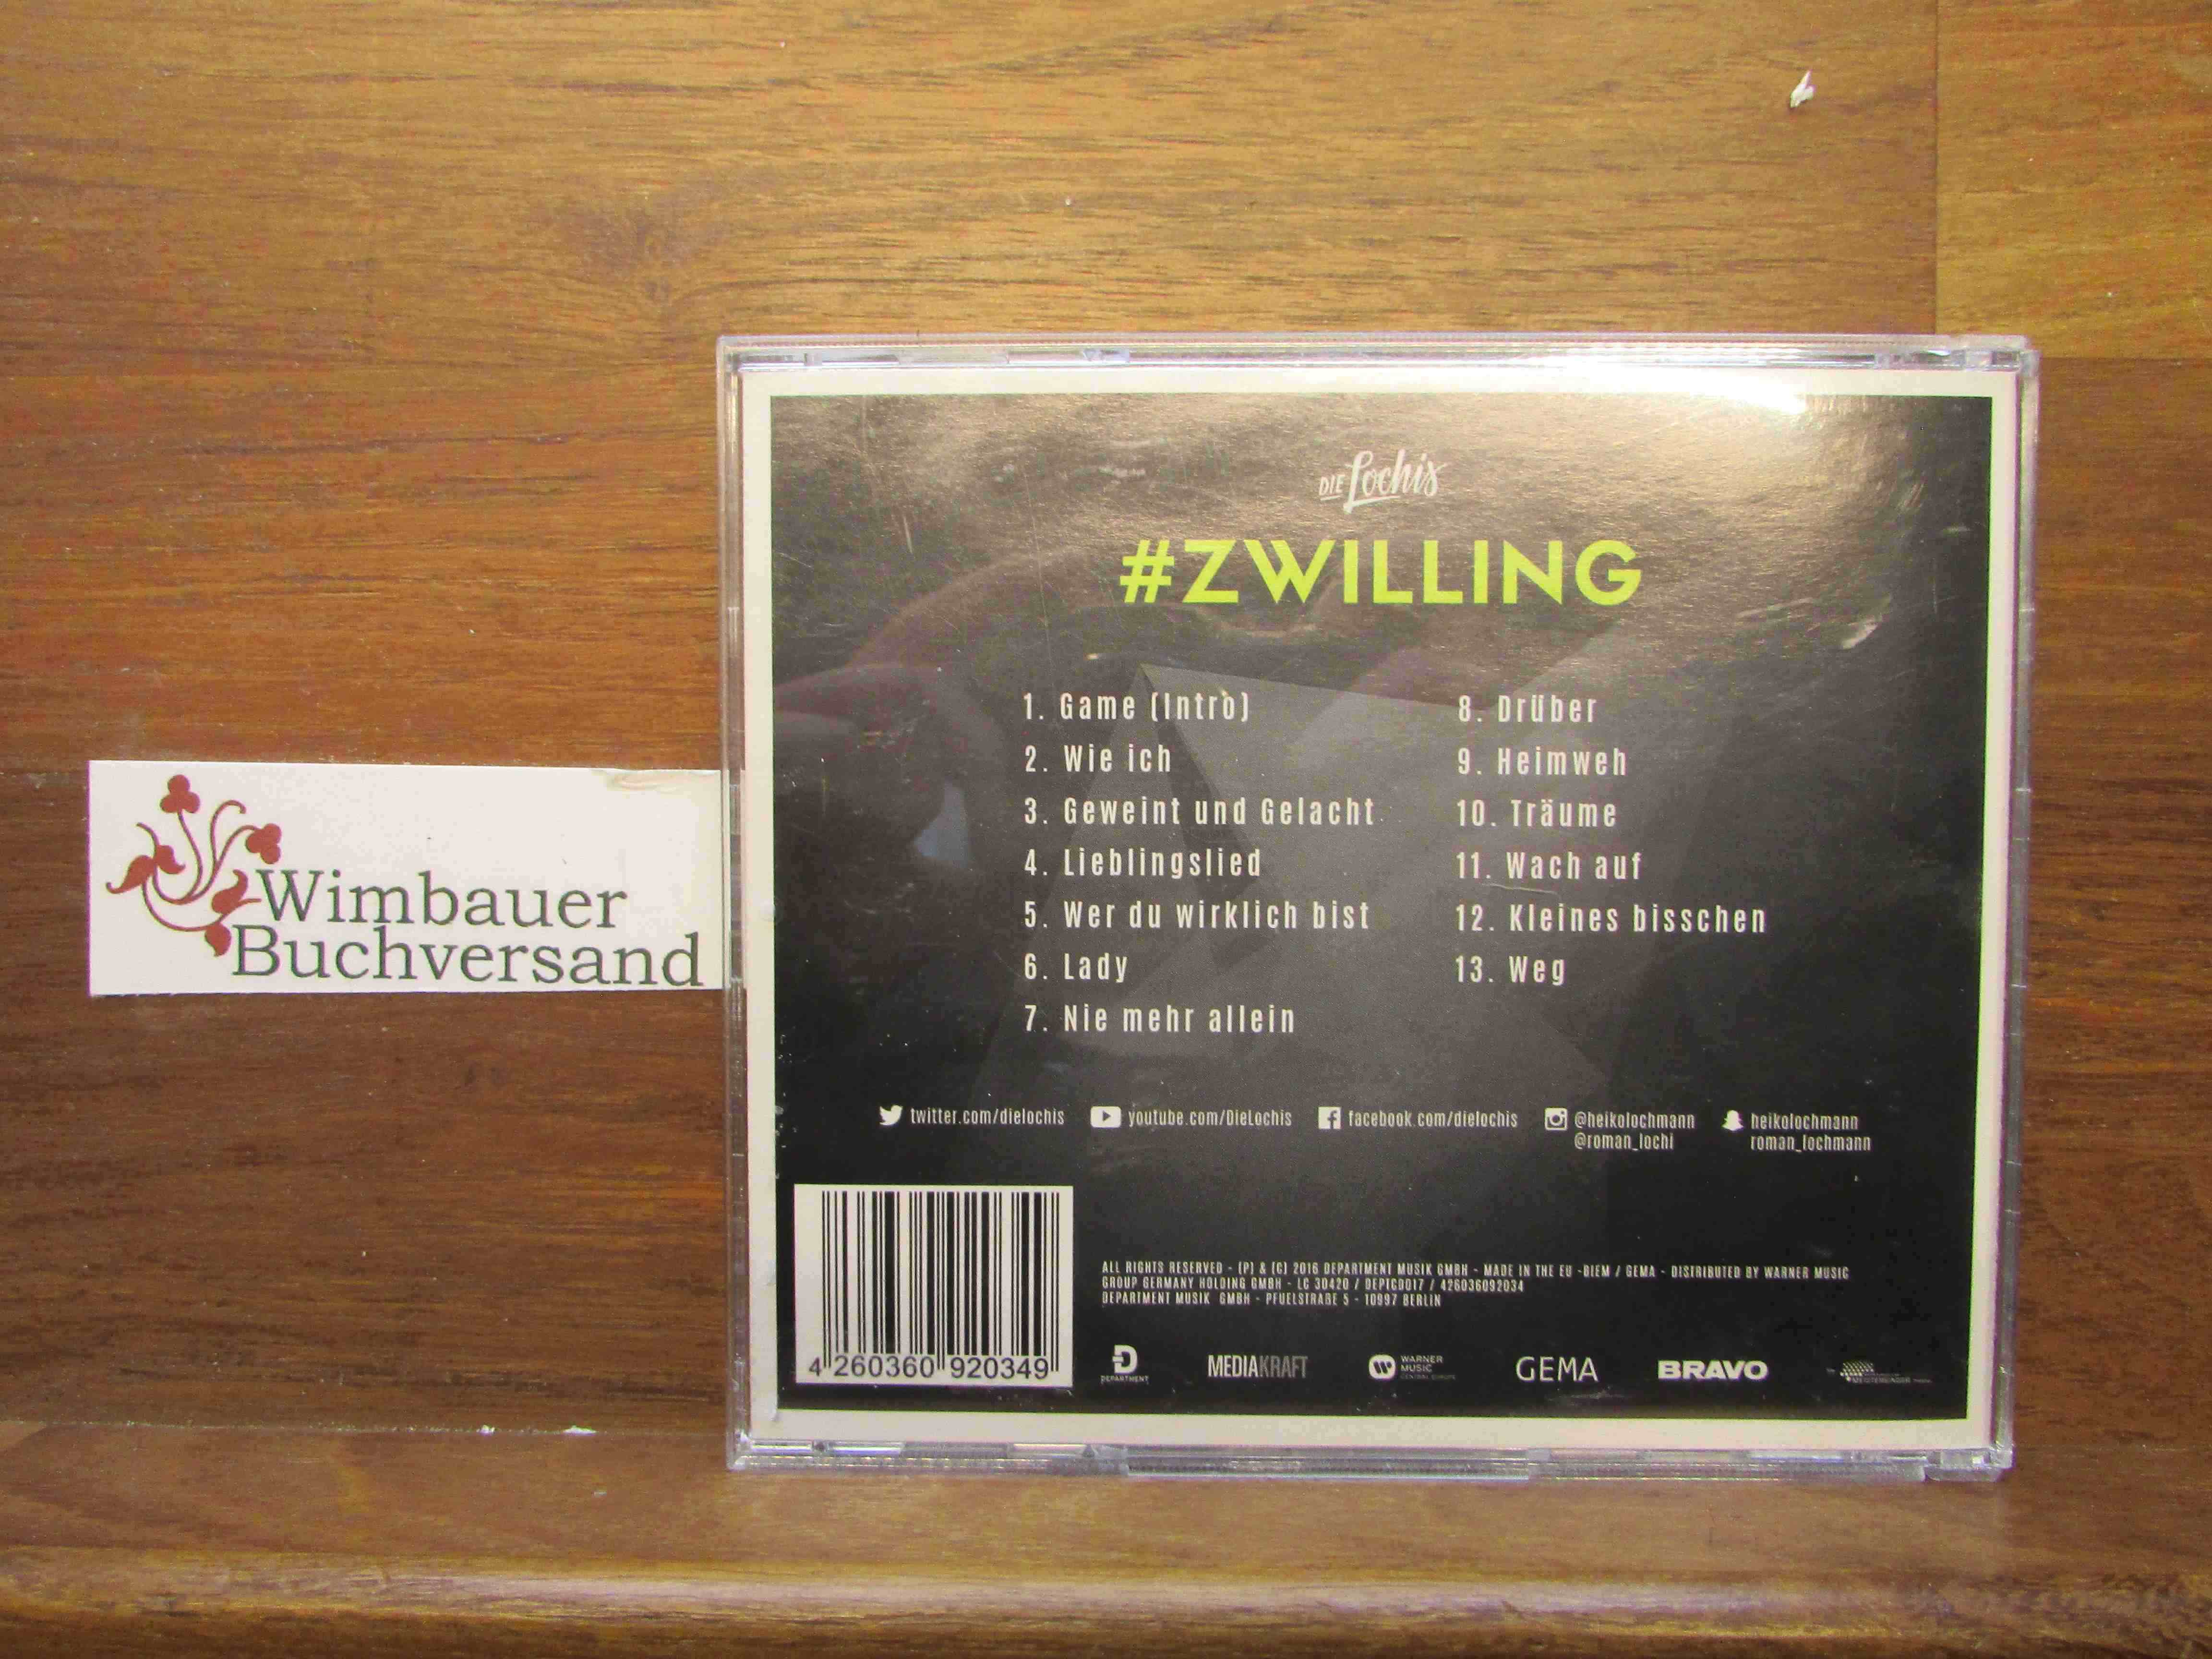 Wimbauer
Buchversand
DIE Lochis
#ZWILLING
1. Game (Intro)
2. Wie ich
3. Geweint und Gelacht
4. Lieblingslied
5. Wer du wirklich bist
6. Lady
7. Nie mehr allein
8. Drüber
9. Heimweh
10. Träume
11. Wach auf
12. Kleines bisschen
13. Weg
twitter.com/dielochis
youtube.com/DieLochis
facebook.com/dielochis
@heikolochmann
@roman_lochi
heikolochmann
roman_lochmann
ALL RIGHTS RESERVED - (P) & (C) 2016 DEPARTMENT MUSIK GMBH - MADE IN THE EU -BIEM / GEMA - DISTRIBUTED BY WARNER MUSIC
GROUP GERMANY HOLDING GMBH - LC 30420 / DEPTCD017 / 426036092034
DEPARTMENT MUSIK GMBH - PFUELSTRAßE 5 - 10997 BERLIN
4 260360 920349
DEPARTMENT
MEDIAKRAFT
WARNER
MUSIC
CENTRAL EUROPE
GEMA
BRAVO